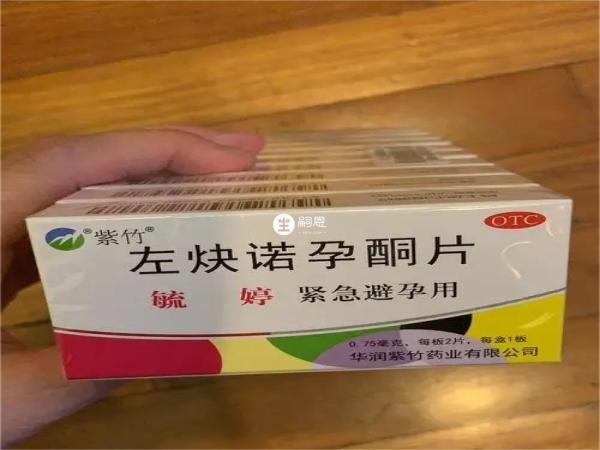 紫竹®
OTC
左炔诺孕酮片
嗣恩
毓 婷 紧急避孕用
0.75毫克，每板2片，每盒1板
华润紫竹药业有限公司